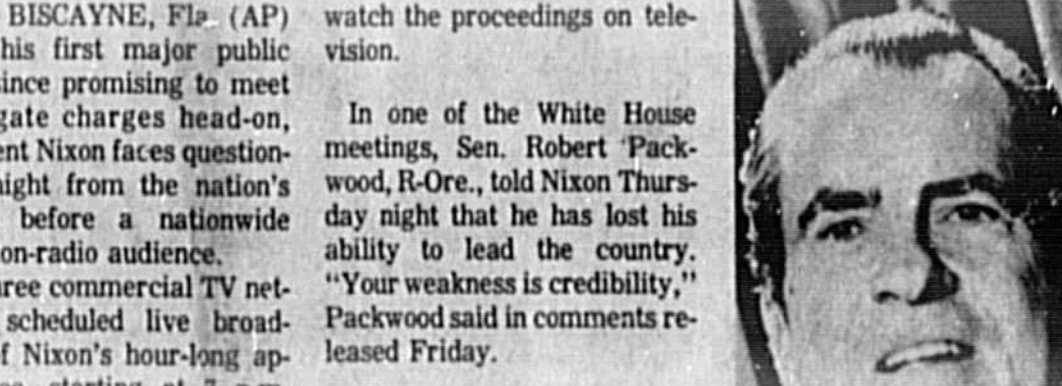 BISCAYNE, Fla. (AP)
his first major public
since promising to meet
gate charges head-on,
ent Nixon faces question-
night from the nation's
before a nationwide
on-radio audience.
ree commercial TV net-
scheduled live broad-
f Nixon's hour-long ap-
starting at 7 p.m.
watch the proceedings on tele-
vision.
In one of the White House
meetings, Sen. Robert Pack-
wood, R-Ore., told Nixon Thurs-
day night that he has lost his
ability to lead the country.
"Your weakness is credibility,"
Packwood said in comments re-
leased Friday.